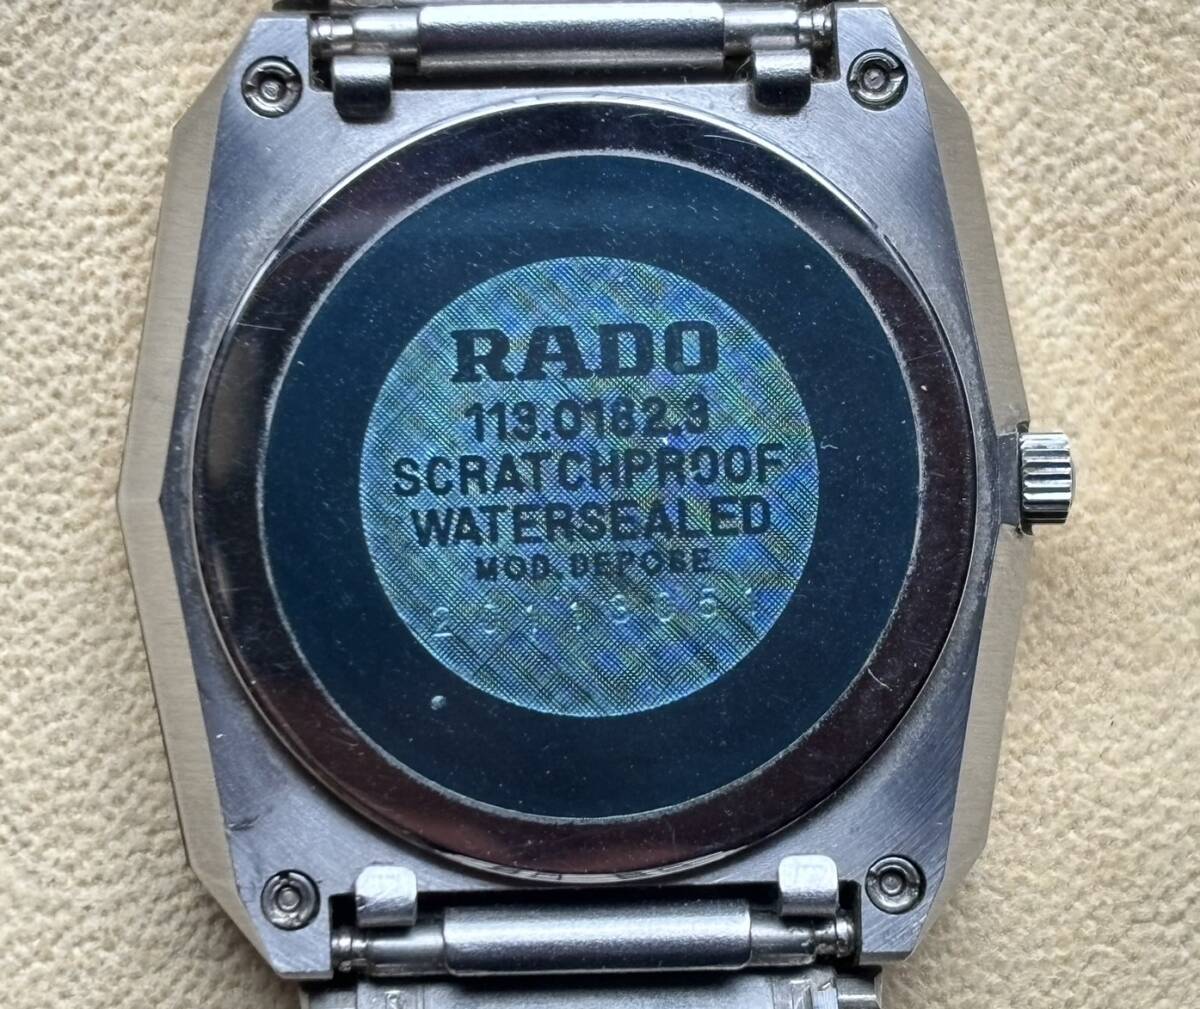 RADO
113.0182.3
SCRATCHPROOF
WATERSEALED
MOD. DEPOSE